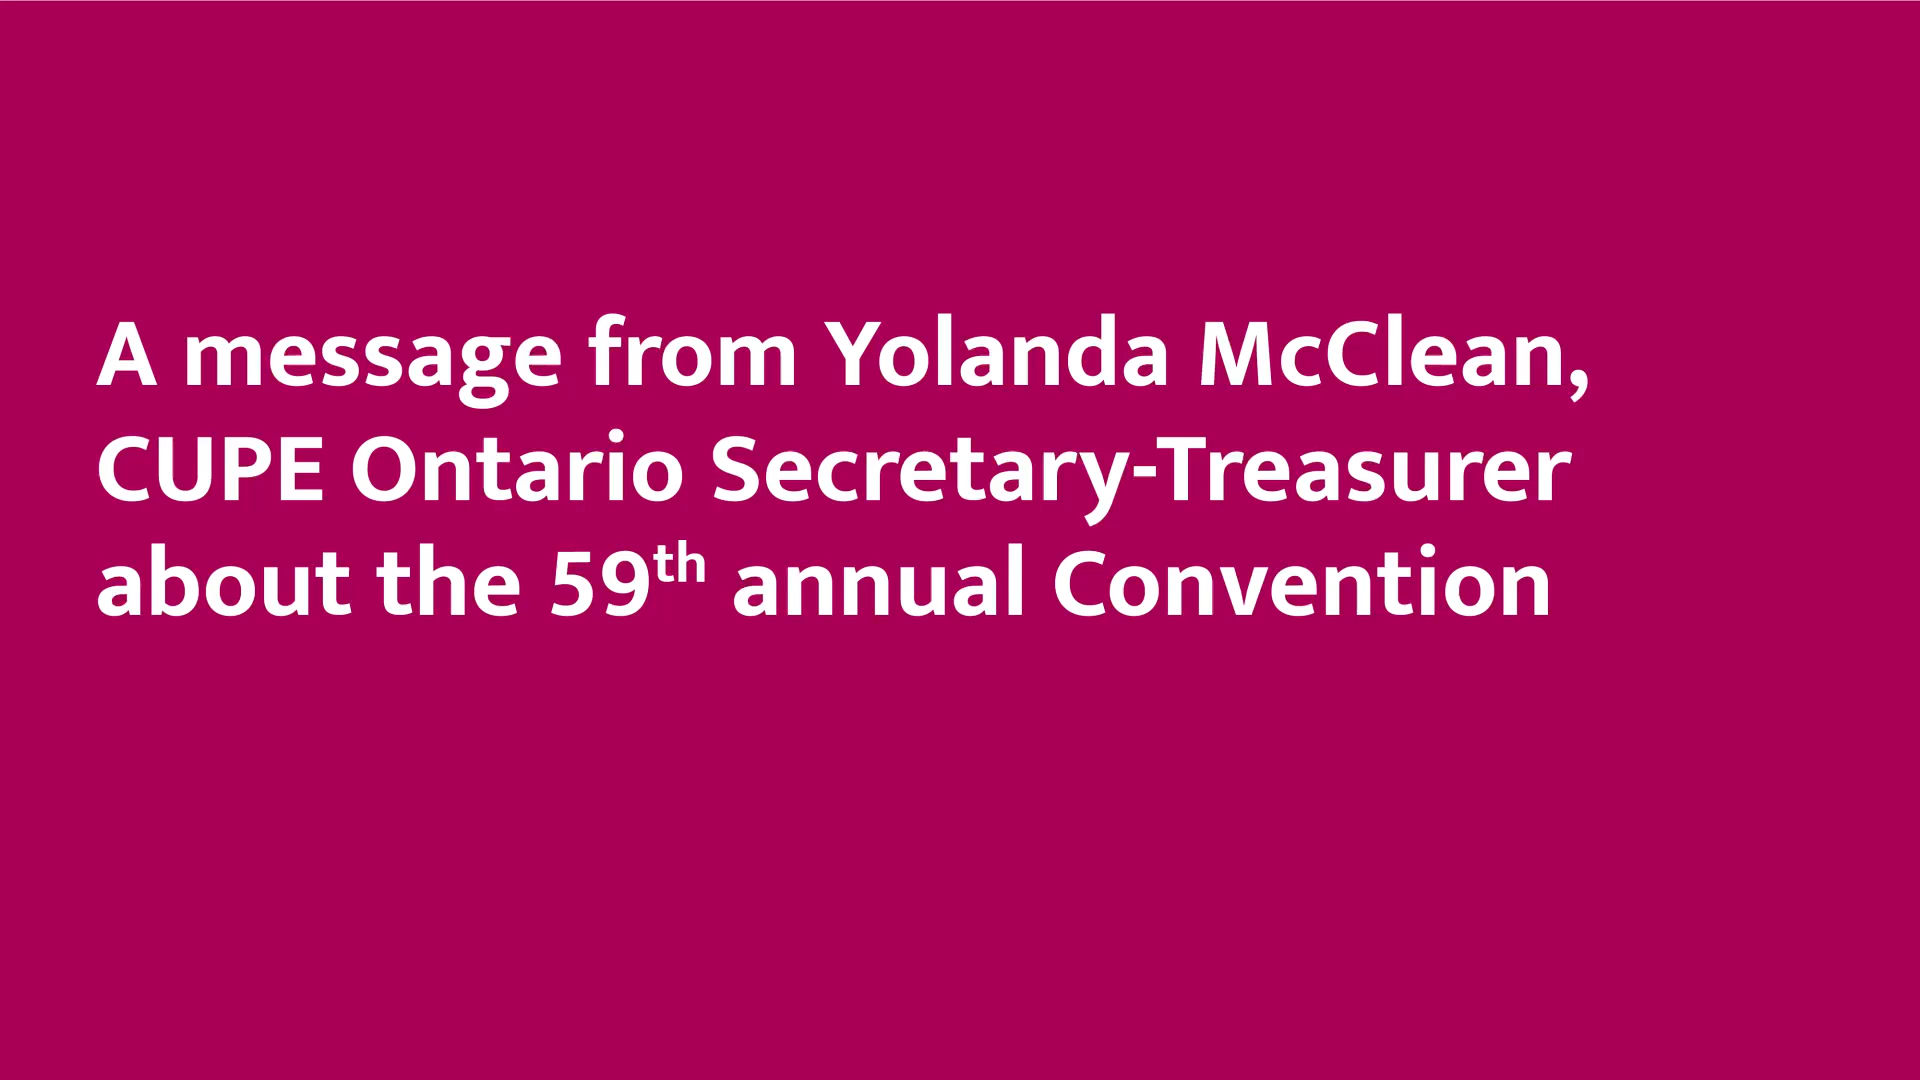 A message from Yolanda McClean,
CUPE Ontario Secretary-Treasurer
about the 59th annual Convention